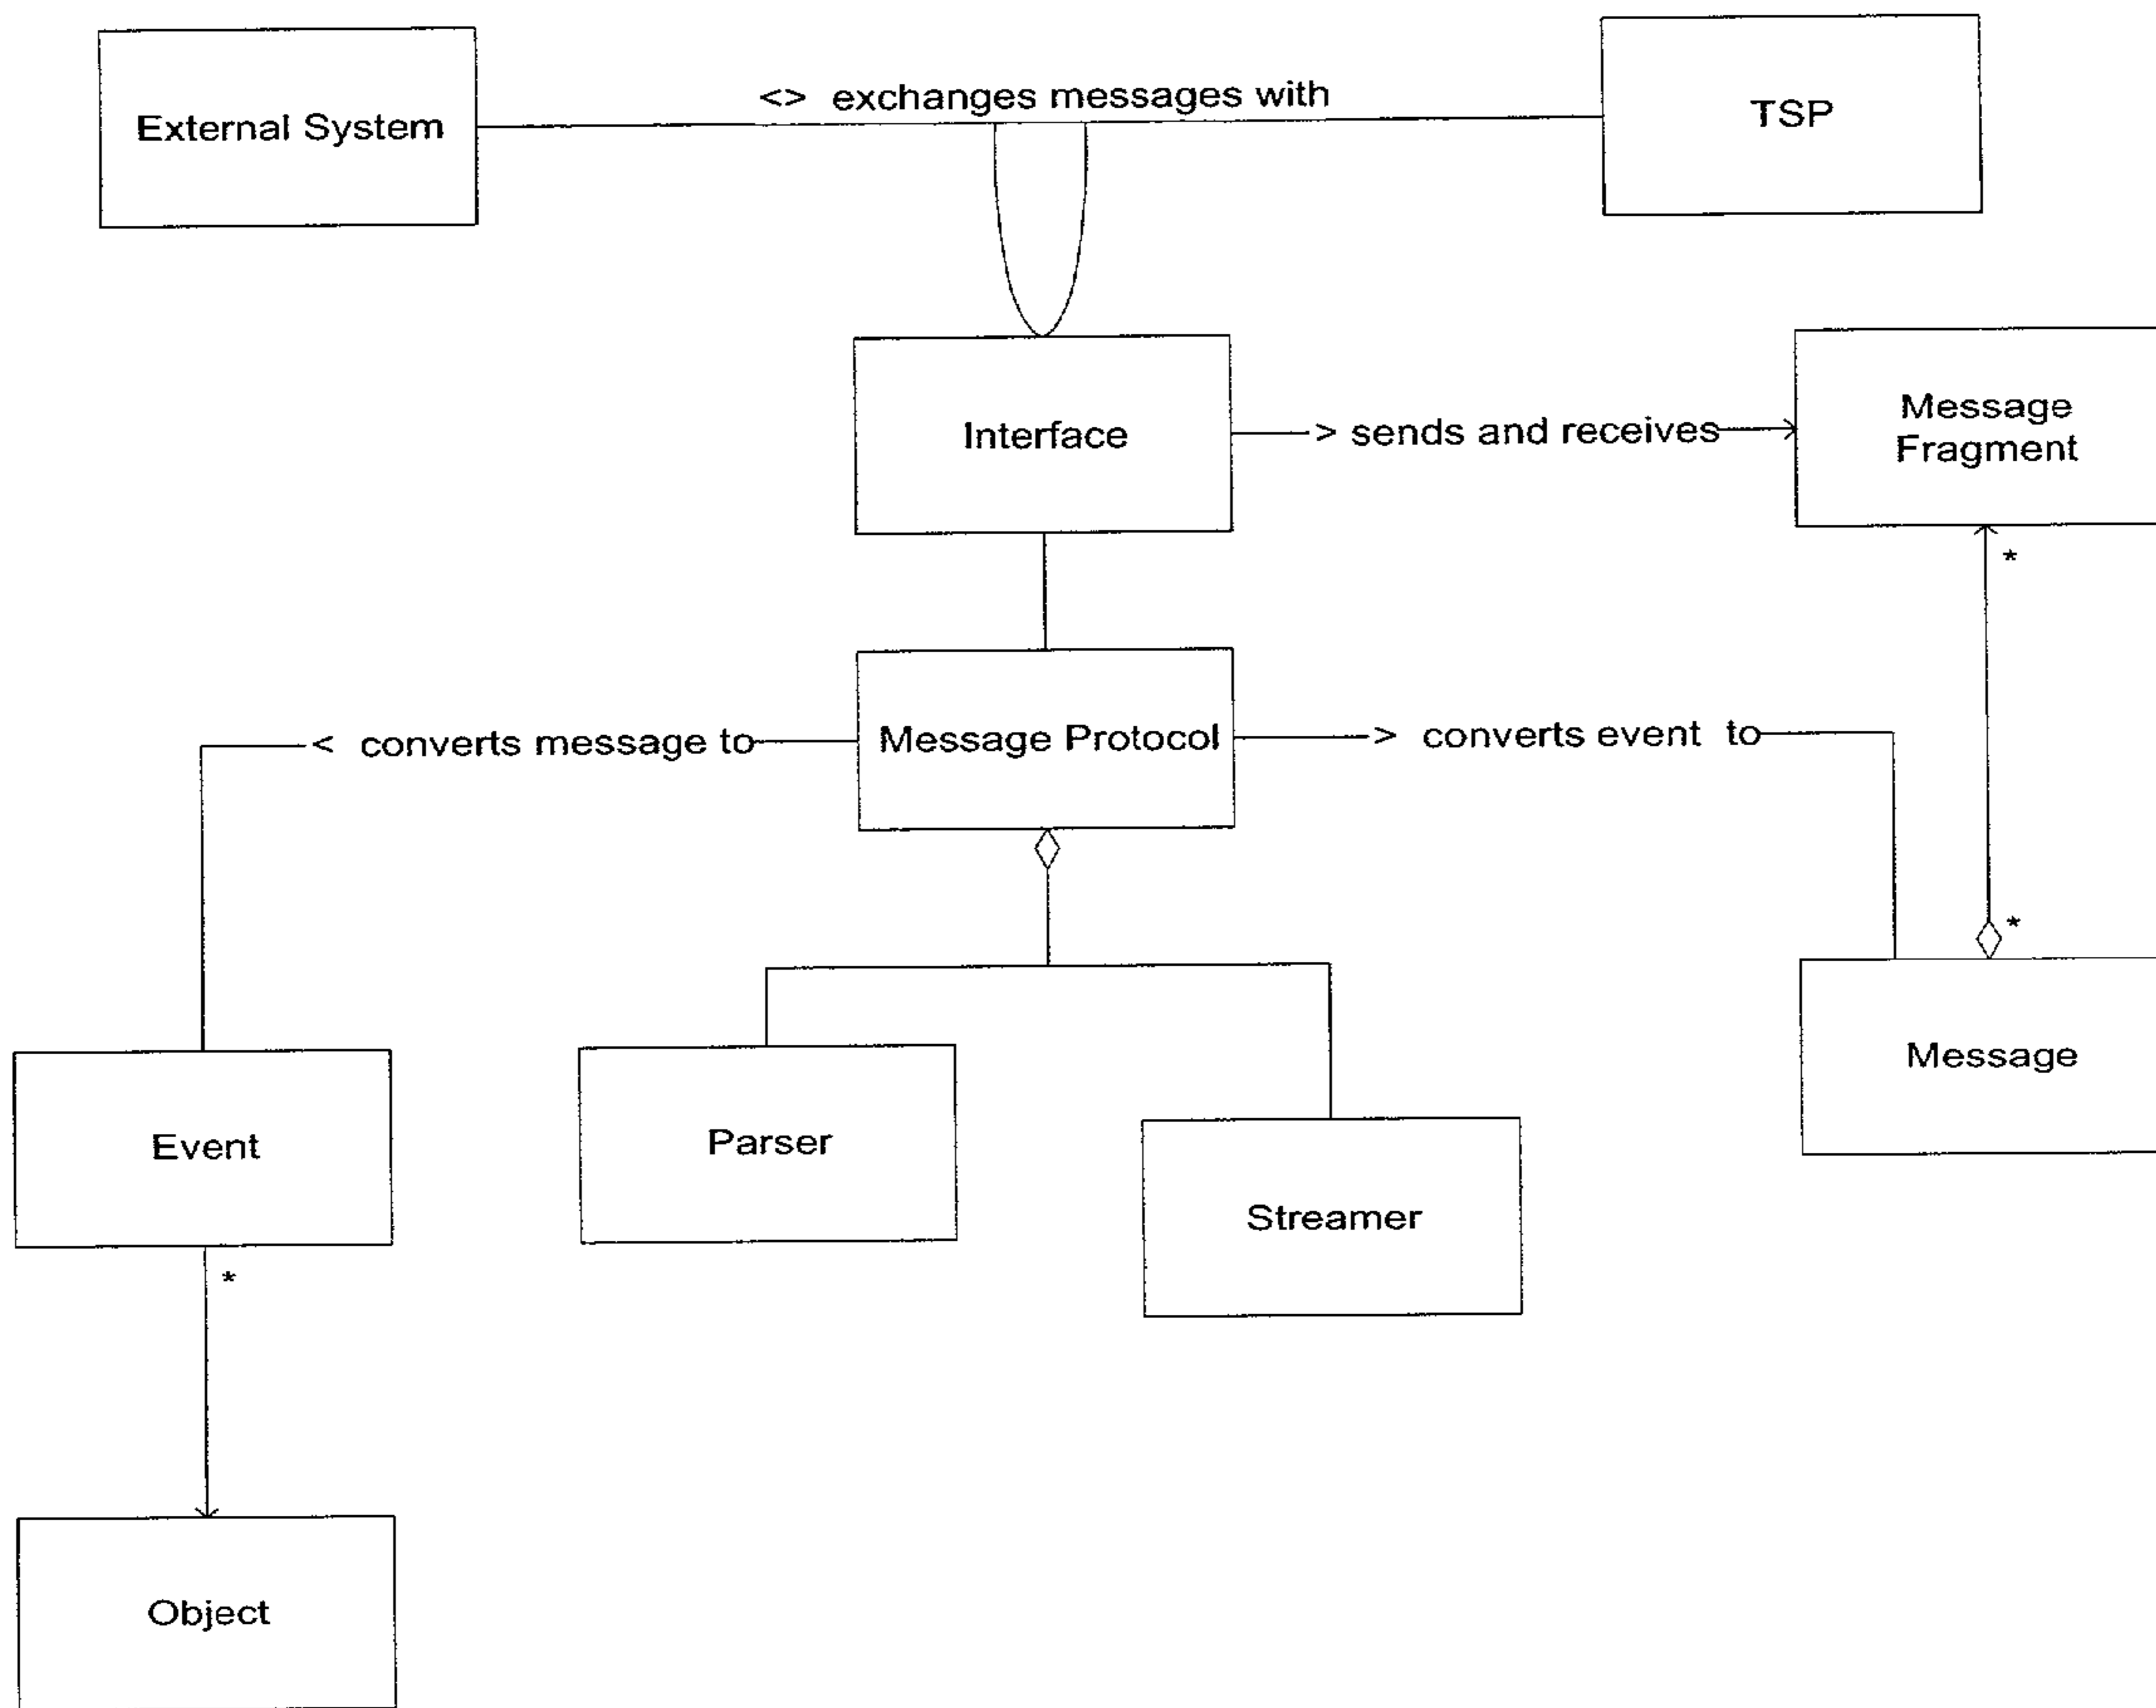 External System
<> exchanges messages with
TSP
Interface
> sends and receives
Message
Fragment
*
< converts message to
Message Protocol
> converts event to
*
Message
Event
Parser
Streamer
*
Object